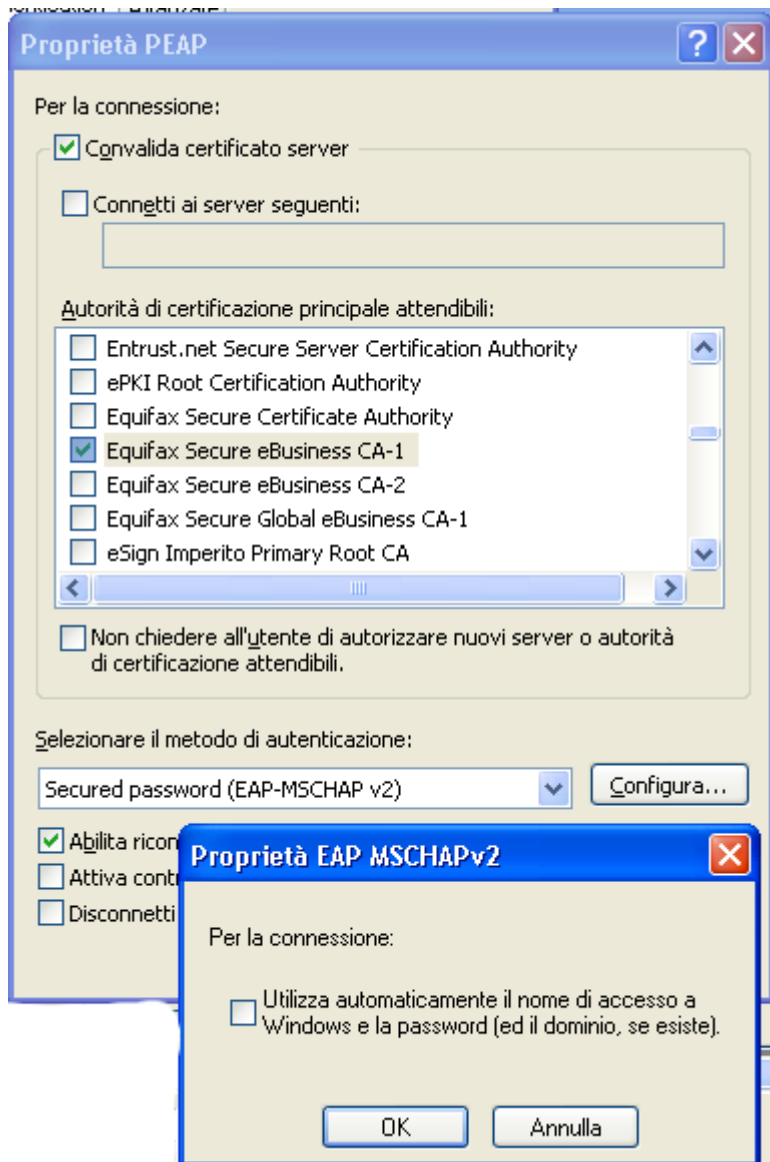 Proprietà PEAP
Per la connessione:
Convalida certificato server
Connetti ai server seguenti:
Autorità di certificazione principale attendibili:
Entrust.net Secure Server Certification Authority
ePKI Root Certification Authority
Equifax Secure Certificate Authority
Equifax Secure eBusiness CA-1
Equifax Secure eBusiness CA-2
Equifax Secure Global eBusiness CA-1
eSign Imperito Primary Root CA
Non chiedere all'utente di autorizzare nuovi server o autorità
di certificazione attendibili.
Selezionare il metodo di autenticazione:
Secured password (EAP-MSCHAP v2)
Configura...
Abilita ricon
Attiva cont
Disconnetti
Proprietà EAP MSCHAPv2
Per la connessione:
Utilizza automaticamente il nome di accesso a
Windows e la password (ed il dominio, se esiste).
OK
Annulla